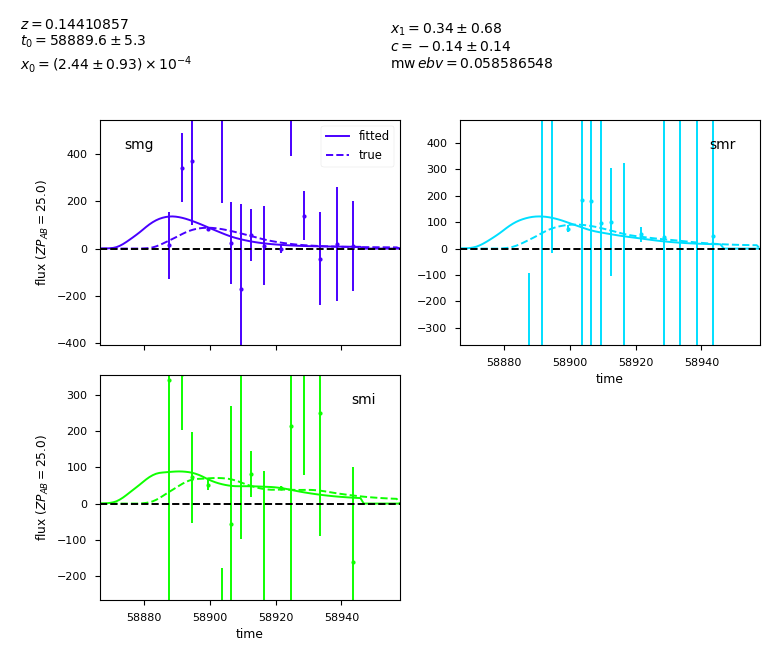 z = 0.14410857
t₀ = 58889.6 ± 5.3
x₀ = (2.44 ± 0.93) × 10⁻⁴
x₁ = 0.34 ± 0.68
c = −0.14 ± 0.14
mw ebv = 0.058586548
smg
fitted
true
flux (ZP_AB = 25.0)
400
200
0
−200
−400
smr
400
300
200
100
0
−100
−200
−300
58880 58900 58920 58940
time
smi
flux (ZP_AB = 25.0)
300
200
100
0
−100
−200
58880 58900 58920 58940
time